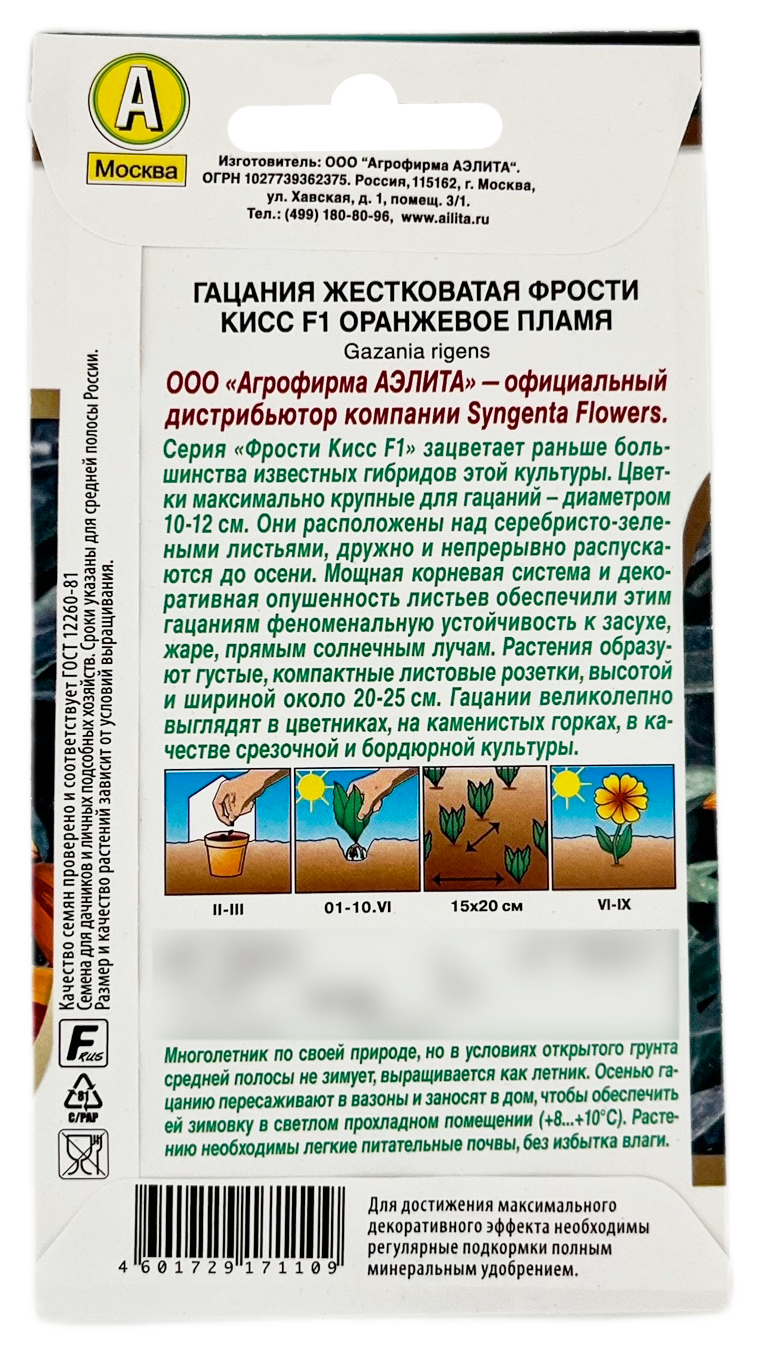 А
Москва
Изготовитель: ООО "Агрофирма АЭЛИТА".
ОГРН 1027739362375. Россия, 115162, г. Москва,
ул. Хавская, д. 1, помещ. 3/1.
Тел.: (499) 180-80-96, www.ailita.ru
ГАЦАНИЯ ЖЕСТКОВАТАЯ ФРОСТИ
КИСС F1 ОРАНЖЕВОЕ ПЛАМЯ
Gazania rigens
ООО «Агрофирма АЭЛИТА» — официальный
дистрибьютор компании Syngenta Flowers.
Серия «Фрости Кисс F1» зацветает раньше боль-
шинства известных гибридов этой культуры. Цвет-
ки максимально крупные для гацаний – диаметром
10-12 см. Они расположены над серебристо-зеле-
ными листьями, дружно и непрерывно распуска-
ются до осени. Мощная корневая система и деко-
ративная опушенность листьев обеспечили этим
гацаниям феноменальную устойчивость к засухе,
жаре, прямым солнечным лучам. Растения образу-
ют густые, компактные листовые розетки, высотой
и шириной около 20-25 см. Гацании великолепно
выглядят в цветниках, на каменистых горках, в ка-
честве срезочной и бордюрной культуры.
II-III
01-10.VI
15x20 см
VI-IX
Многолетник по своей природе, но в условиях открытого грунта
средней полосы не зимует, выращивается как летник. Осенью га-
цанию пересаживают в вазоны и заносят в дом, чтобы обеспечить
ей зимовку в светлом прохладном помещении (+8...+10°С). Расте-
нию необходимы легкие питательные почвы, без избытка влаги.
Качество семян проверено и соответствует ГОСТ 12260-81
Семена для дачников и личных подсобных хозяйств. Сроки указаны для средней полосы России.
Размер и качество растений зависит от условий выращивания.
F RUS
81
C/PAP
4 601729 171109
Для достижения максимального
декоративного эффекта необходимы
регулярные подкормки полным
минеральным удобрением.